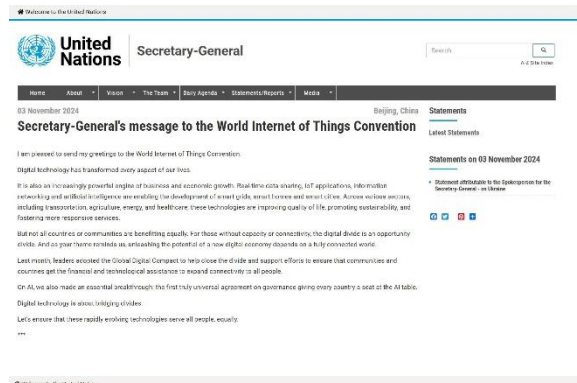 Welcome to the United Nations
United
Nations
Secretary-General
Search
A-Z Site Index
Home About Vision The Team Daily Agenda Statements/Reports Media
03 November 2024
Beijing, China
Secretary-General's message to the World Internet of Things Convention
I am pleased to send my greetings to the World Internet of Things Convention.
Digital technology has transformed every aspect of our lives.
It is also an increasingly powerful engine of business and economic growth. Real-time data sharing, IoT applications, information
networking and artificial intelligence are enabling the development of smart grids, smart homes and smart cities. Across various sectors,
including transportation, agriculture, energy, and healthcare, these technologies are improving quality of life, promoting sustainability, and
fostering more responsive services.
But not all countries or communities are benefitting equally. For those without capacity or connectivity, the digital divide is an opportunity
divide. And as your theme reminds us, unleashing the potential of a new digital economy depends on a fully connected world.
Last month, leaders adopted the Global Digital Compact to help close the divide and support efforts to ensure that communities and
countries get the financial and technological assistance to expand connectivity to all people.
On AI, we also made an essential breakthrough: the first truly universal agreement on governance giving every country a seat at the AI table.
Digital technology is about bridging divides.
Let's ensure that these rapidly evolving technologies serve all people, equally.
***
Statements
Latest Statements
Statements on 03 November 2024
Statement attributable to the Spokesperson for the
Secretary-General - on Ukraine